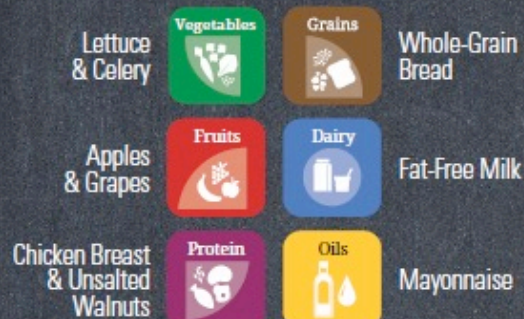 Lettuce
& Celery
Vegetables
Grains
Whole-Grain
Bread
Apples
& Grapes
Fruits
Dairy
Fat-Free Milk
Chicken Breast
& Unsalted
Walnuts
Protein
Oils
Mayonnaise